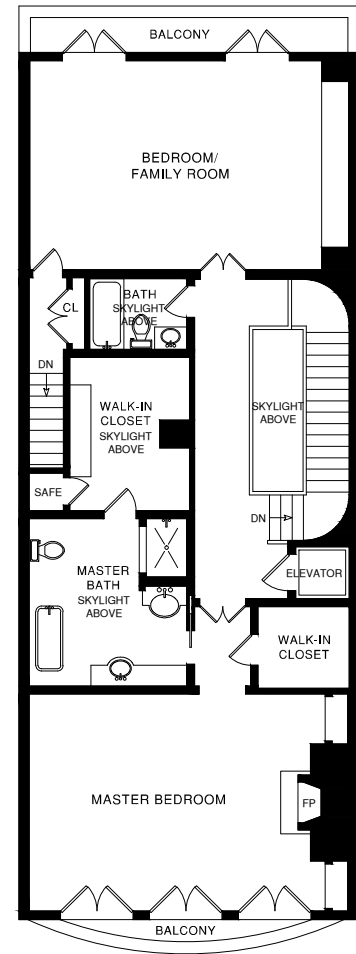 BALCONY
BEDROOM/
FAMILY ROOM
CL
BATH
SKYLIGHT
ABOVE
DN
WALK-IN
CLOSET
SKYLIGHT
ABOVE
SKYLIGHT
ABOVE
SAFE
DN
MASTER
BATH
SKYLIGHT
ABOVE
ELEVATOR
WALK-IN
CLOSET
MASTER BEDROOM
FP
BALCONY